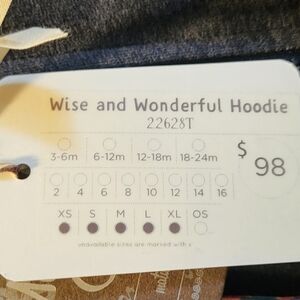 Wise and Wonderful Hoodie
22628T
3-6m 6-12m 12-18m 18-24m
$ 98
2 4 6 8 10 12 14 16
XS S M L XL OS
unavailable sizes are marked with x